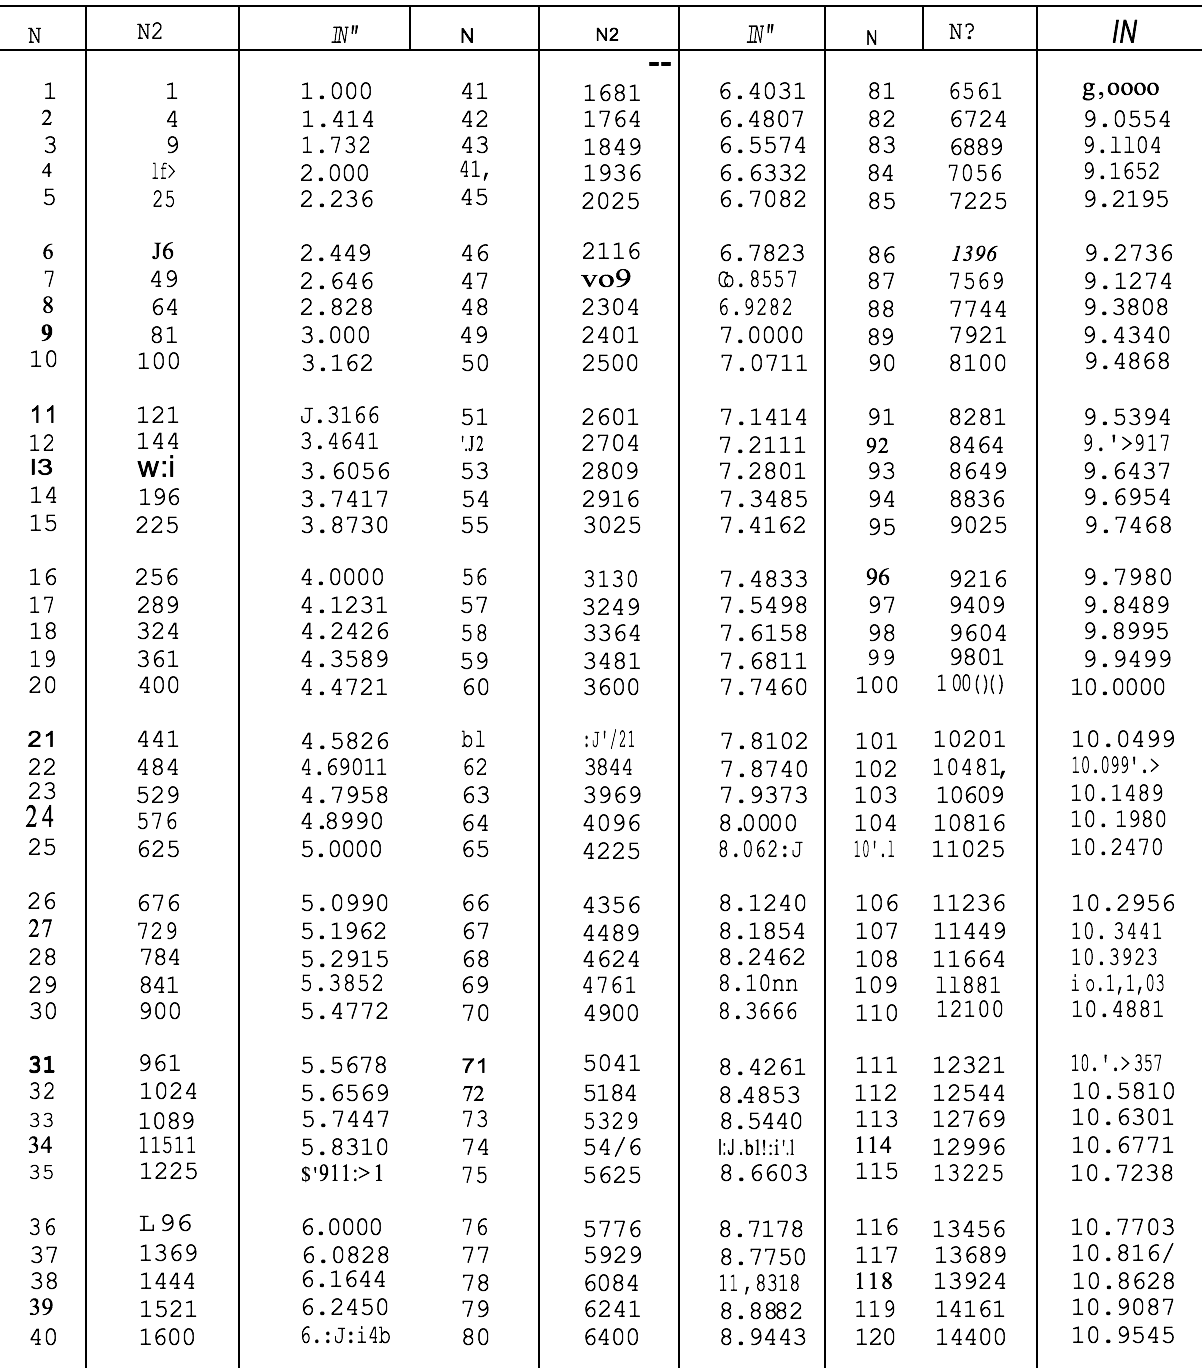 N N2 IN" N N2 IN" N N? IN
--
1 1 1.000 41 1681 6.4031 81 6561 g,oooo
2 4 1.414 42 1764 6.4807 82 6724 9.0554
3 9 1.732 43 1849 6.5574 83 6889 9.1104
4 lf> 2.000 41, 1936 6.6332 84 7056 9.1652
5 25 2.236 45 2025 6.7082 85 7225 9.2195
6 J6 2.449 46 2116 6.7823 86 1396 9.2736
7 49 2.646 47 vo9 Co.8557 87 7569 9.1274
8 64 2.828 48 2304 6.9282 88 7744 9.3808
9 81 3.000 49 2401 7.0000 89 7921 9.4340
10 100 3.162 50 2500 7.0711 90 8100 9.4868
11 121 J.3166 51 2601 7.1414 91 8281 9.5394
12 144 3.4641 'J2 2704 7.2111 92 8464 9.'>917
I3 w:i 3.6056 53 2809 7.2801 93 8649 9.6437
14 196 3.7417 54 2916 7.3485 94 8836 9.6954
15 225 3.8730 55 3025 7.4162 95 9025 9.7468
16 256 4.0000 56 3130 7.4833 96 9216 9.7980
17 289 4.1231 57 3249 7.5498 97 9409 9.8489
18 324 4.2426 58 3364 7.6158 98 9604 9.8995
19 361 4.3589 59 3481 7.6811 99 9801 9.9499
20 400 4.4721 60 3600 7.7460 100 100()() 10.0000
21 441 4.5826 bl :J'/21 7.8102 101 10201 10.0499
22 484 4.69011 62 3844 7.8740 102 10481, 10.099'.>
23 529 4.7958 63 3969 7.9373 103 10609 10.1489
24 576 4.8990 64 4096 8.0000 104 10816 10.1980
25 625 5.0000 65 4225 8.062:J 10'.l 11025 10.2470
26 676 5.0990 66 4356 8.1240 106 11236 10.2956
27 729 5.1962 67 4489 8.1854 107 11449 10.3441
28 784 5.2915 68 4624 8.2462 108 11664 10.3923
29 841 5.3852 69 4761 8.10nn 109 11881 io.1,1,03
30 900 5.4772 70 4900 8.3666 110 12100 10.4881
31 961 5.5678 71 5041 8.4261 111 12321 10.'.>357
32 1024 5.6569 72 5184 8.4853 112 12544 10.5810
33 1089 5.7447 73 5329 8.5440 113 12769 10.6301
34 11511 5.8310 74 54/6 l:J.bl!:i'.l 114 12996 10.6771
35 1225 $'911:>1 75 5625 8.6603 115 13225 10.7238
36 L96 6.0000 76 5776 8.7178 116 13456 10.7703
37 1369 6.0828 77 5929 8.7750 117 13689 10.816/
38 1444 6.1644 78 6084 11,8318 118 13924 10.8628
39 1521 6.2450 79 6241 8.8882 119 14161 10.9087
40 1600 6.:J:i4b 80 6400 8.9443 120 14400 10.9545